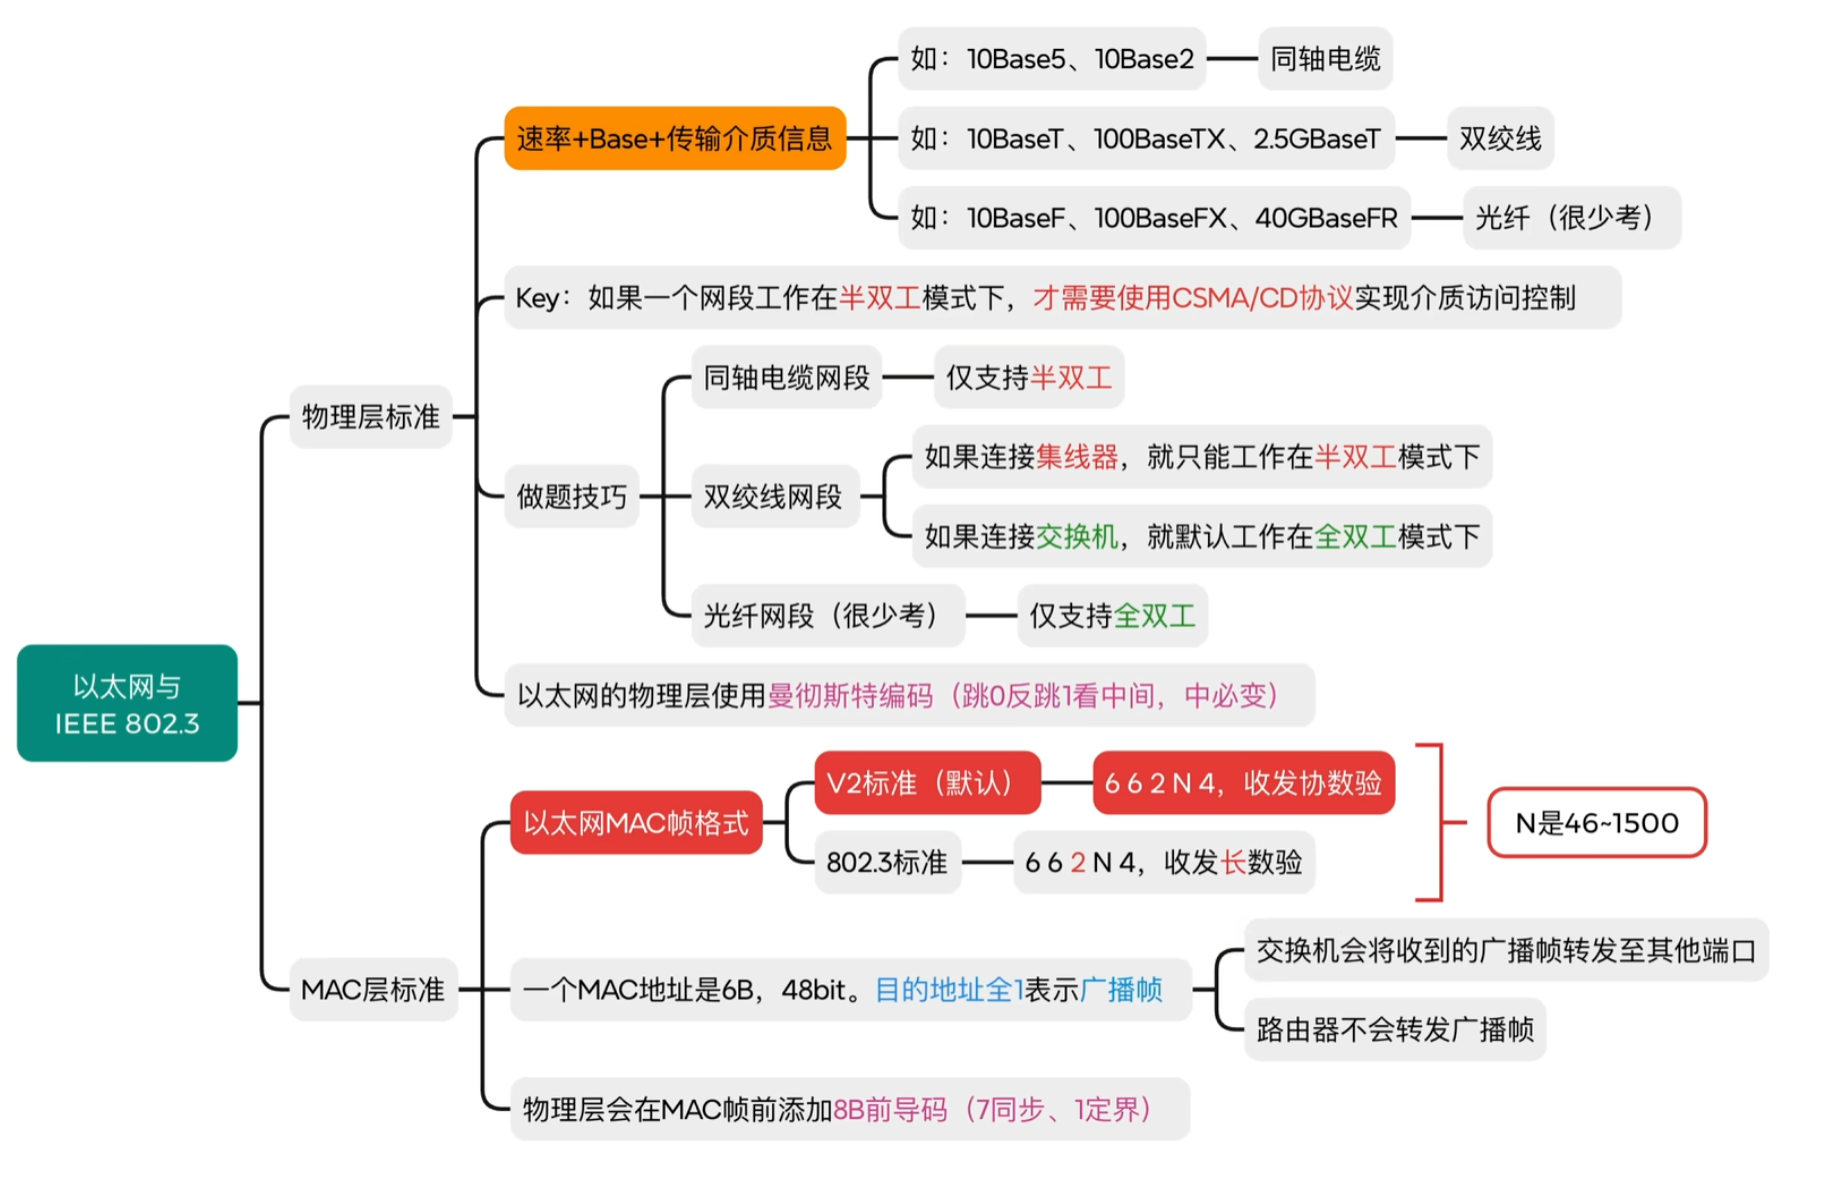 以太网与
IEEE 802.3
物理层标准
速率+Base+传输介质信息
如：10Base5、10Base2
同轴电缆
如：10BaseT、100BaseTX、2.5GBaseT
双绞线
如：10BaseF、100BaseFX、40GBaseFR
光纤（很少考）
Key：如果一个网段工作在半双工模式下，才需要使用CSMA/CD协议实现介质访问控制
做题技巧
同轴电缆网段
仅支持半双工
双绞线网段
如果连接集线器，就只能工作在半双工模式下
如果连接交换机，就默认工作在全双工模式下
光纤网段（很少考）
仅支持全双工
以太网的物理层使用曼彻斯特编码（跳0反跳1看中间，中必变）
MAC层标准
以太网MAC帧格式
V2标准（默认）
6 6 2 N 4，收发协数验
802.3标准
6 6 2 N 4，收发长数验
N是46~1500
一个MAC地址是6B，48bit。目的地址全1表示广播帧
交换机会将收到的广播帧转发至其他端口
路由器不会转发广播帧
物理层会在MAC帧前添加8B前导码（7同步、1定界）